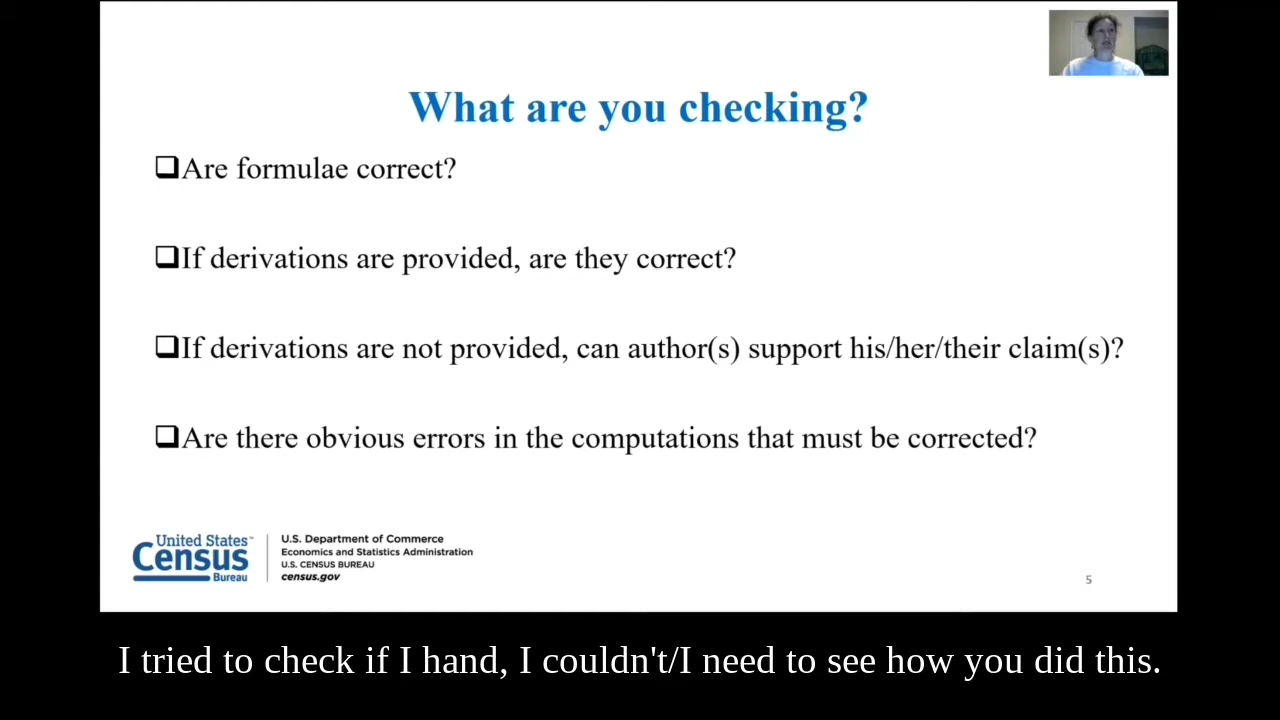 What are you checking?
Are formulae correct?
If derivations are provided, are they correct?
If derivations are not provided, can author(s) support his/her/their claim(s)?
Are there obvious errors in the computations that must be corrected?
United States™
Census
Bureau
U.S. Department of Commerce
Economics and Statistics Administration
U.S. CENSUS BUREAU
census.gov
5
I tried to check if I hand, I couldn't/I need to see how you did this.